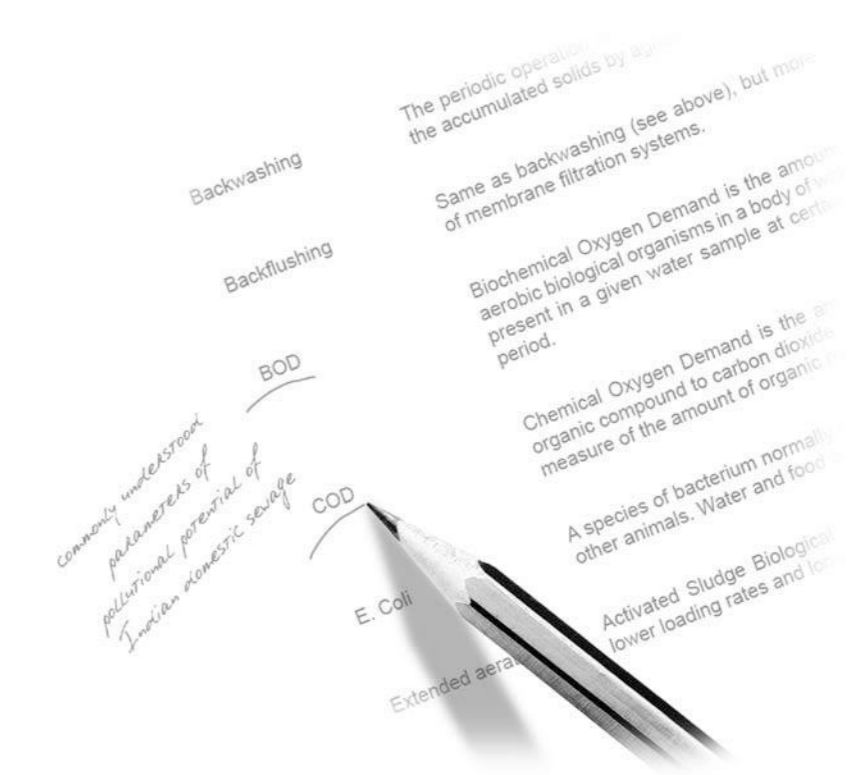 The periodic operation
the accumulated solids by
Backwashing
Same as backwashing (see above), but more
of membrane filtration systems.
Backflushing
Biochemical Oxygen Demand is the amount
aerobic biological organisms in a body of
present in a given water sample at certain
period.
BOD
Chemical Oxygen Demand is the
organic compound to carbon dioxide
measure of the amount of organic
COD
A species of bacterium normally
other animals. Water and food
E. Coli
Activated Sludge Biological
lower loading rates and
Extended
commonly understood
parameters of
pollutional potential of
Indian domestic sewage